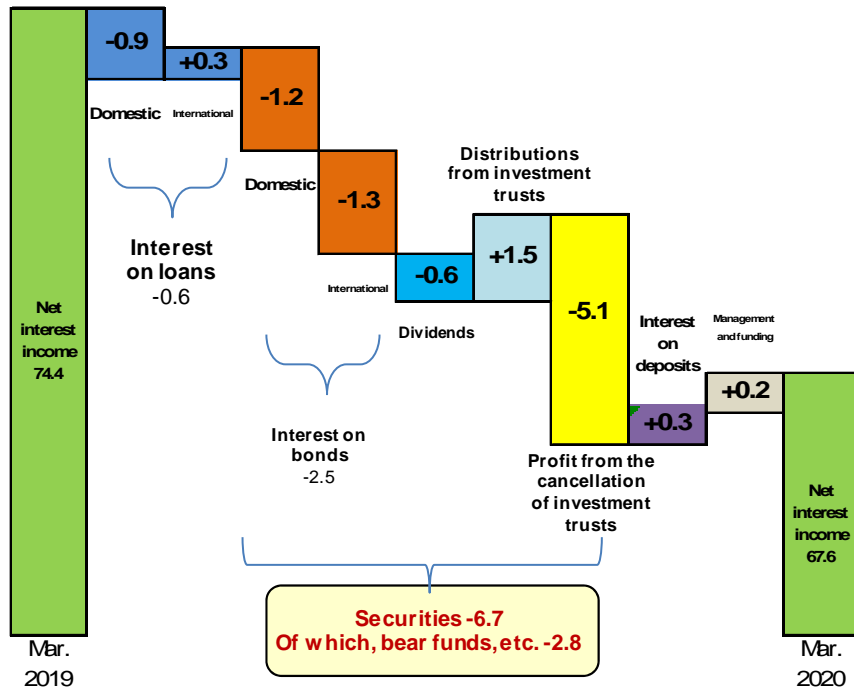 -0.9
+0.3
Domestic
International
Interest
on loans
-0.6
-1.2
Domestic
-1.3
International
Interest on
bonds
-2.5
-0.6
Dividends
Distributions
from investment
trusts
+1.5
-5.1
Profit from the
cancellation
of investment
trusts
Interest
on
deposits
+0.3
Management
and funding
+0.2
Net
interest
income
74.4
Net
interest
income
67.6
Securities -6.7
Of which, bear funds, etc. -2.8
Mar.
2019
Mar.
2020